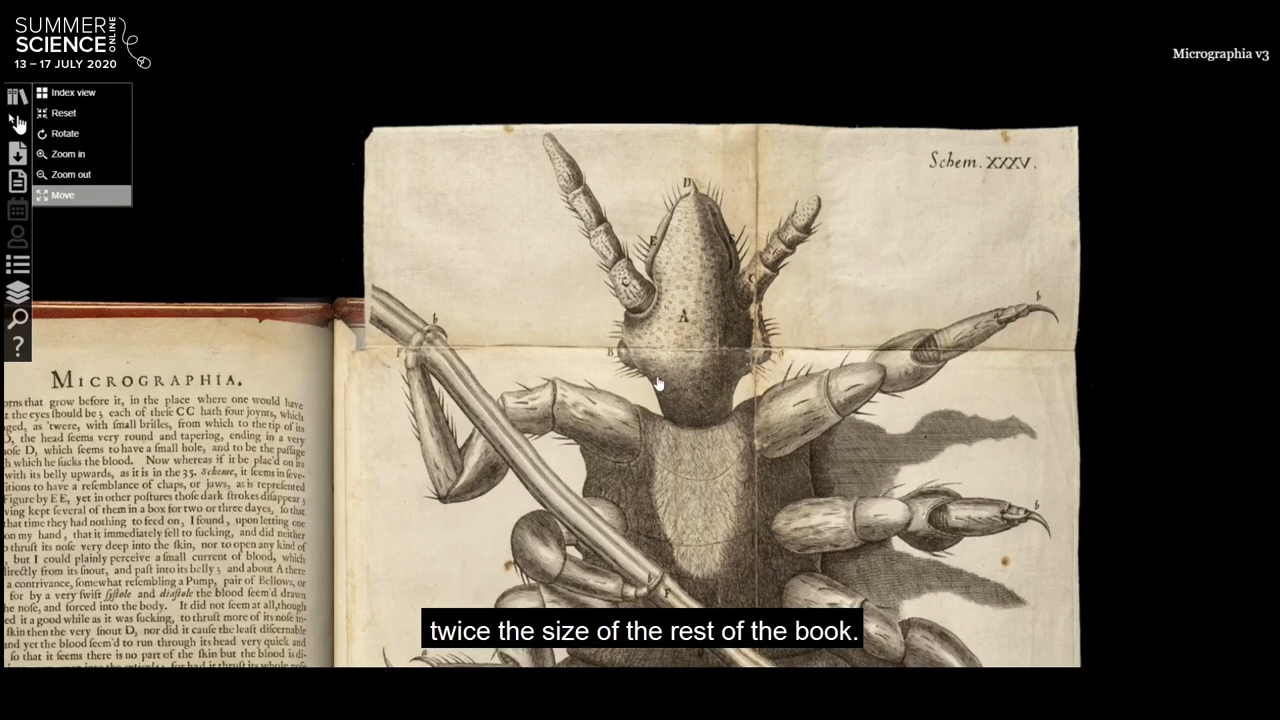 SUMMER
SCIENCE
ONLINE
13 – 17 JULY 2020
Micrographia v3
Index view
Reset
Rotate
Zoom in
Zoom out
Move
?
Schem. XXXV.
D
E
C
C
A
B
b
F
b
a
b
F
a
MICROGRAPHIA.
orns that grow before it, in the place where one would have
t the eyes ſhould be; each of theſe CC hath four joynts, which
ged, as 'twere, with ſmall briſles, from which to the tip of its
D, the head ſeems very round and tapering, ending in a very
noſe D, which ſeems to have a ſmall hole, and to be the paſſage
h which he ſucks the blood. Now whereas if it be plac'd on its
with its belly upwards, as it is in the 35. Scheme, it ſeems in ſeve-
itions to have a reſemblance of chaps, or jaws, as is repreſented
Figure by EE, yet in other poſtures thoſe dark ſtrokes diſappear;
ving kept ſeveral of them in a box for two or three dayes, ſo that
that time they had nothing to feed on, I found, upon letting one
on my hand, that it immediately fell to ſucking, and did neither
thruſt its noſe very deep into the ſkin, nor to open any kind of
, but I could plainly perceive a ſmall current of blood, which
directly from its ſnout, and paſt into its belly; and about A there
a contrivance, ſomewhat reſembling a Pump, pair of Bellows, or
for by a very ſwift ſyſtole and diaſtole the blood ſeem'd drawn
he noſe, and forced into the body. It did not ſeem at all, though
ed it a good while as it was ſucking, to thruſt more of its noſe in-
ſkin then the very ſnout D, nor did it cauſe the leaſt diſcernable
and yet the blood ſeem'd to run through its head very quick and
ſo that it ſeems there is no part of the ſkin but the blood is di-
twice the size of the rest of the book.